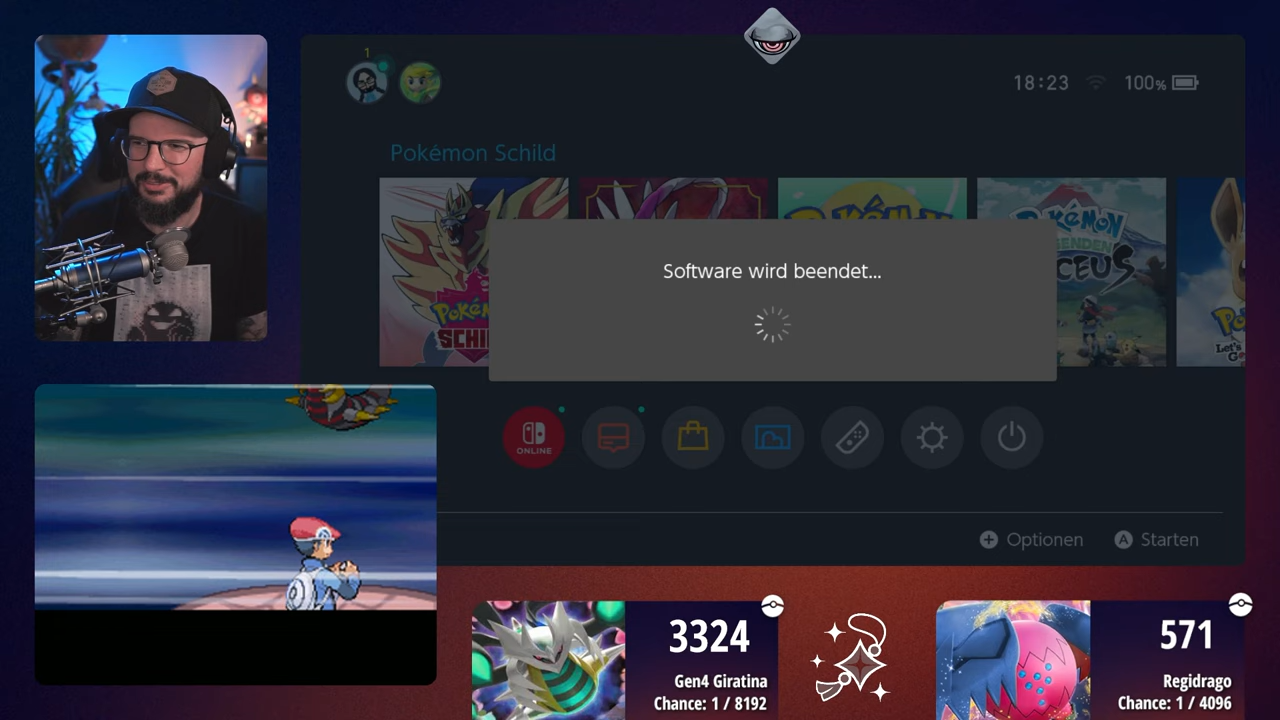 1
18:23
100%
Pokémon Schild
Pokémon
Software wird beendet...
ONLINE
Optionen
A Starten
3324
Gen4 Giratina
Chance: 1 / 8192
571
Regidrago
Chance: 1 / 4096